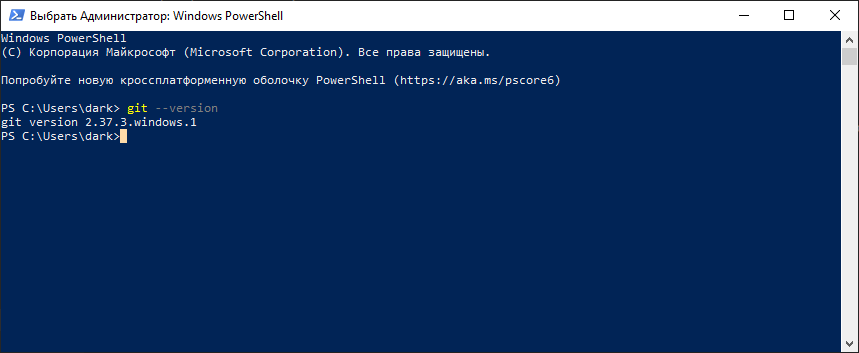 Выбрать Администратор: Windows PowerShell
Windows PowerShell
(C) Корпорация Майкрософт (Microsoft Corporation). Все права защищены.
Попробуйте новую кроссплатформенную оболочку PowerShell (https://aka.ms/pscore6)
PS C:\Users\dark> git --version
git version 2.37.3.windows.1
PS C:\Users\dark>